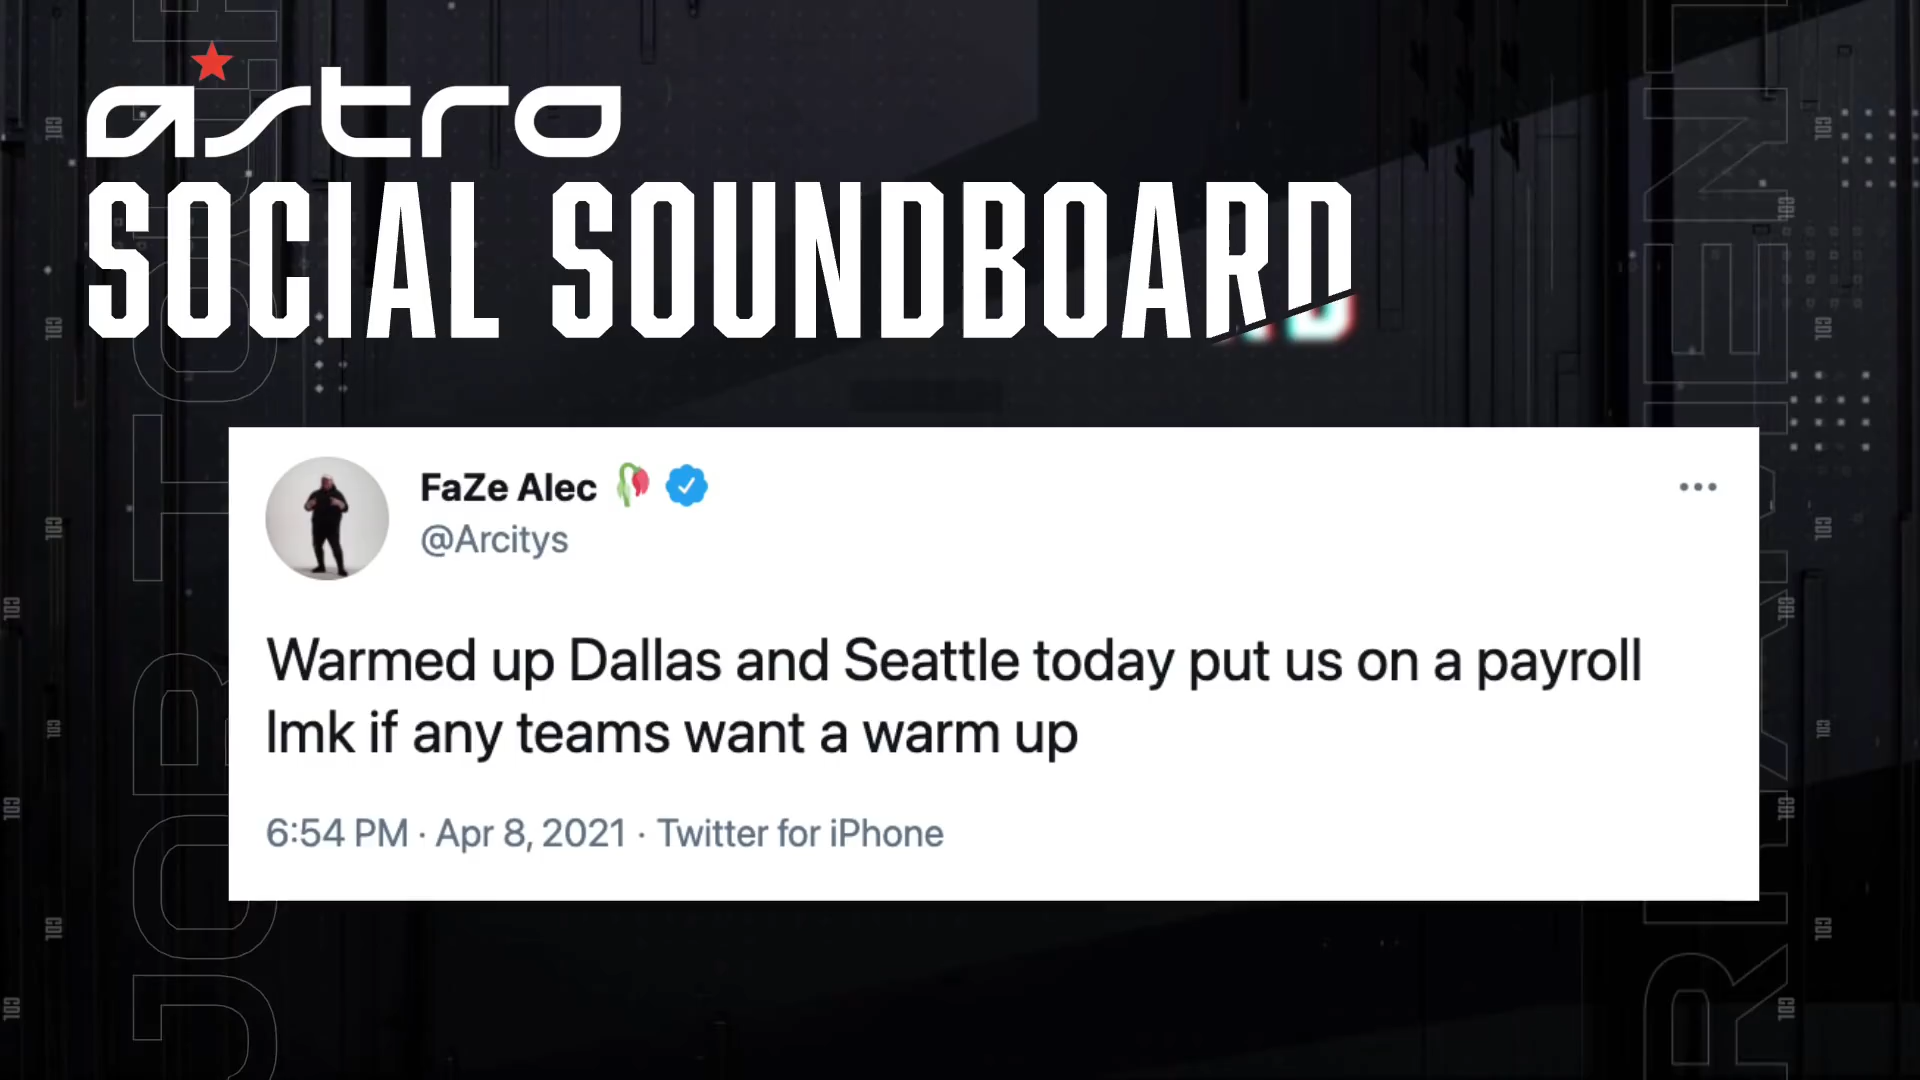 astro
SOCIAL SOUNDBOARD
FaZe Alec 🥀
@Arcitys
Warmed up Dallas and Seattle today put us on a payroll
lmk if any teams want a warm up
6:54 PM · Apr 8, 2021 · Twitter for iPhone
CDL